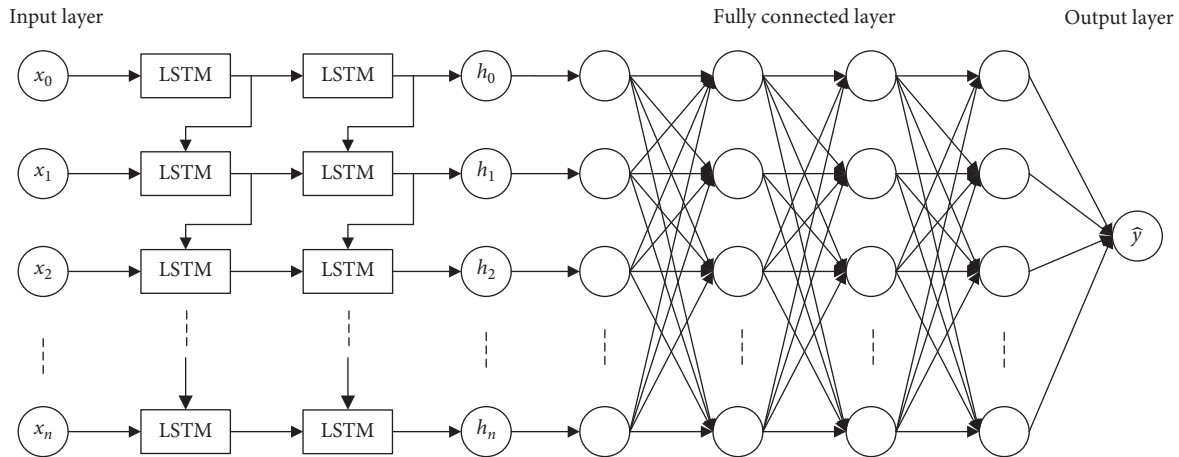 Input layer
Fully connected layer
Output layer
x₀ LSTM LSTM h₀
x₁ LSTM LSTM h₁
x₂ LSTM LSTM h₂
ŷ
xₙ LSTM LSTM hₙ